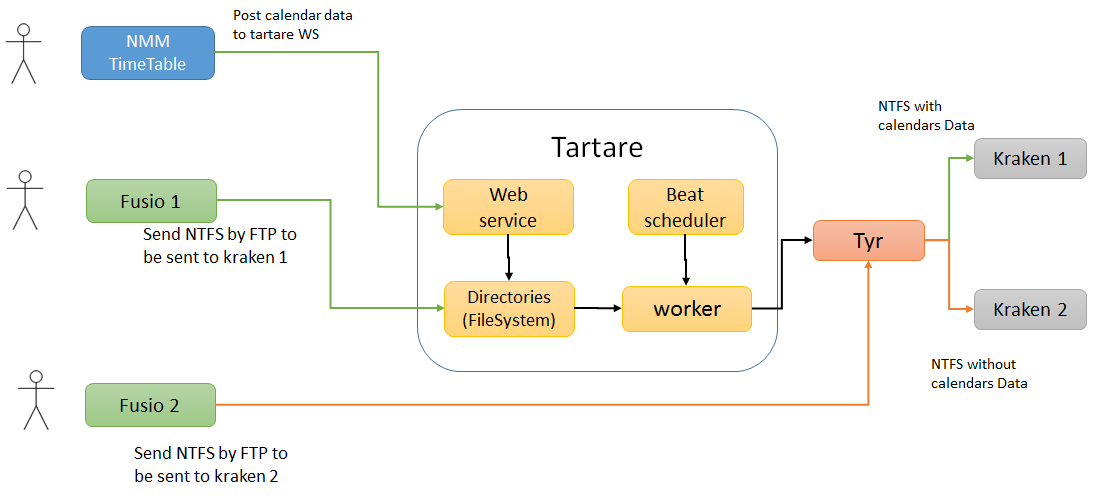 Post calendar data
to tartare WS
NMM
TimeTable
NTFS with
calendars Data
Tartare
Kraken 1
Fusio 1
Web
service
Beat
scheduler
Send NTFS by FTP to
be sent to kraken 1
Tyr
Directories
(FileSystem)
worker
Kraken 2
NTFS without
calendars Data
Fusio 2
Send NTFS by FTP to
be sent to kraken 2